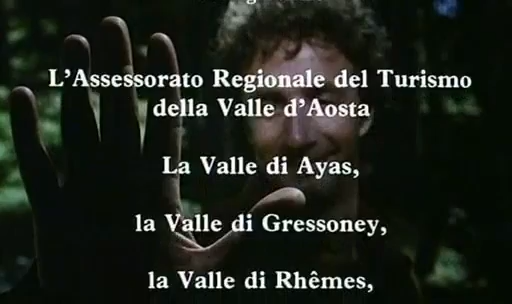 L'Assessorato Regionale del Turismo
della Valle d'Aosta
La Valle di Ayas,
la Valle di Gressoney,
la Valle di Rhêmes,